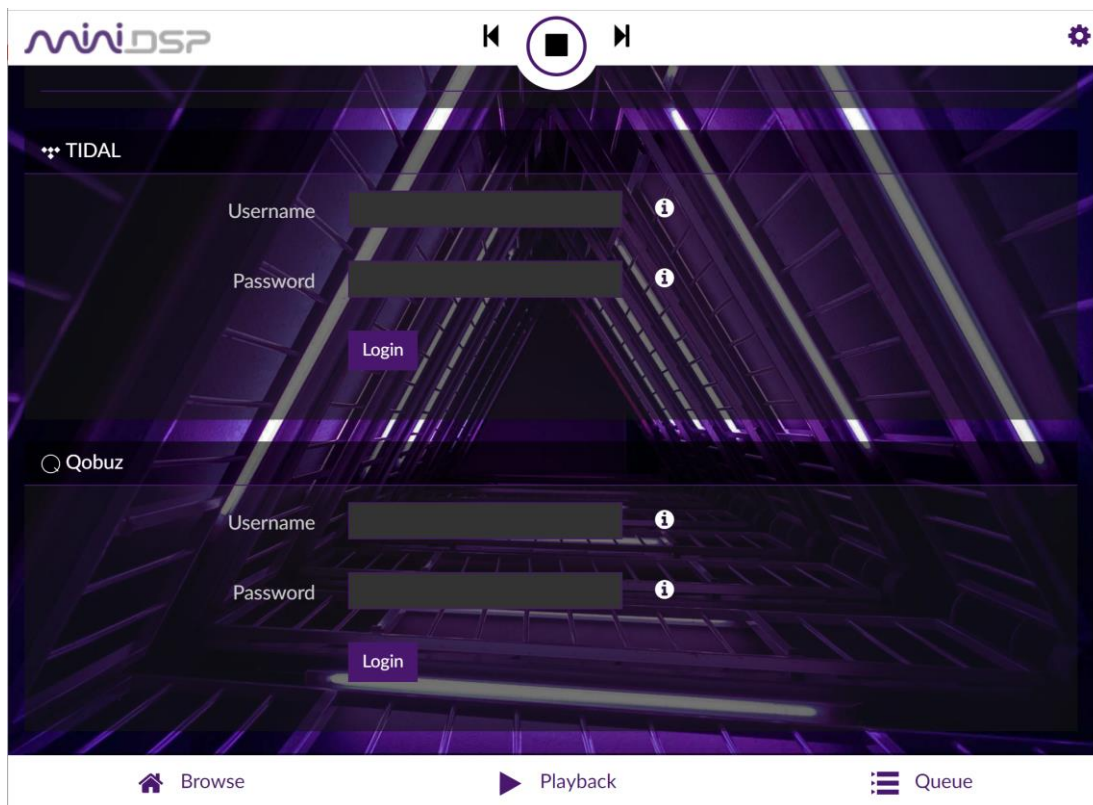 miniDSP
TIDAL
Username
Password
Login
Qobuz
Username
Password
Login
Browse Playback Queue